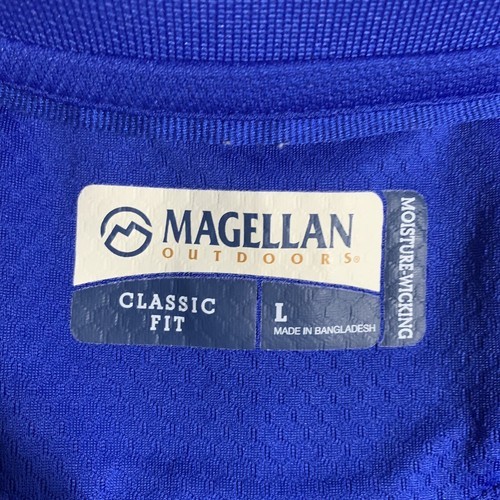 MAGELLAN
OUTDOORS®
CLASSIC
FIT
L
MADE IN BANGLADESH
MOISTURE-WICKING